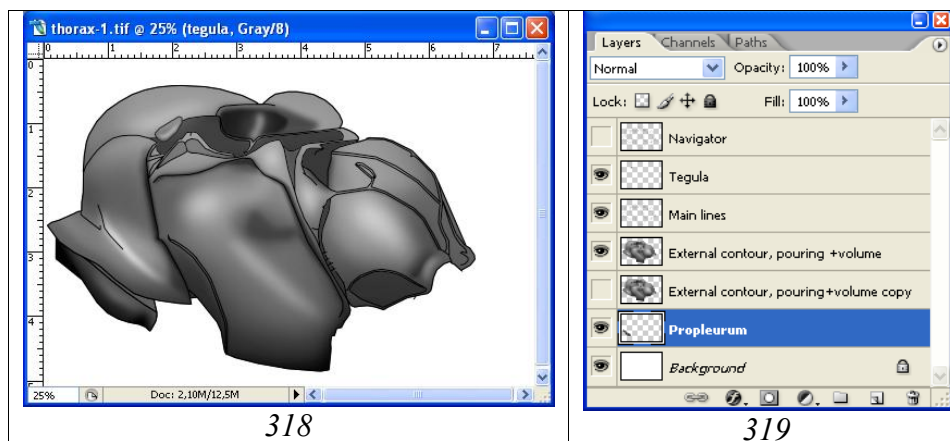 thorax-1.tif @ 25% (tegula, Gray/8)
0 1 2 3 4 5 6 7
0
1
2
3
4
25% Doc: 2,10M/12,5M
318
Layers Channels Paths
Normal Opacity: 100%
Lock: Fill: 100%
Navigator
Tegula
Main lines
External contour, pouring +volume
External contour, pouring+volume copy
Propleurum
Background
319